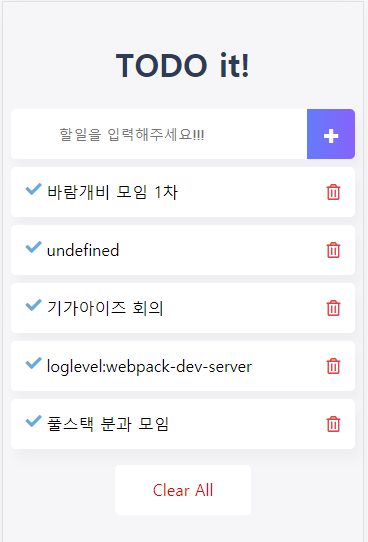 TODO it!
할일을 입력해주세요!!!
바람개비 모임 1차
undefined
기가아이즈 회의
loglevel:webpack-dev-server
풀스택 분과 모임
Clear All